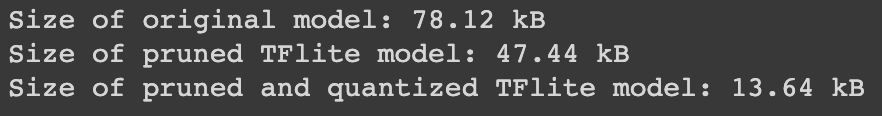 Size of original model: 78.12 kB
Size of pruned TFlite model: 47.44 kB
Size of pruned and quantized TFlite model: 13.64 kB